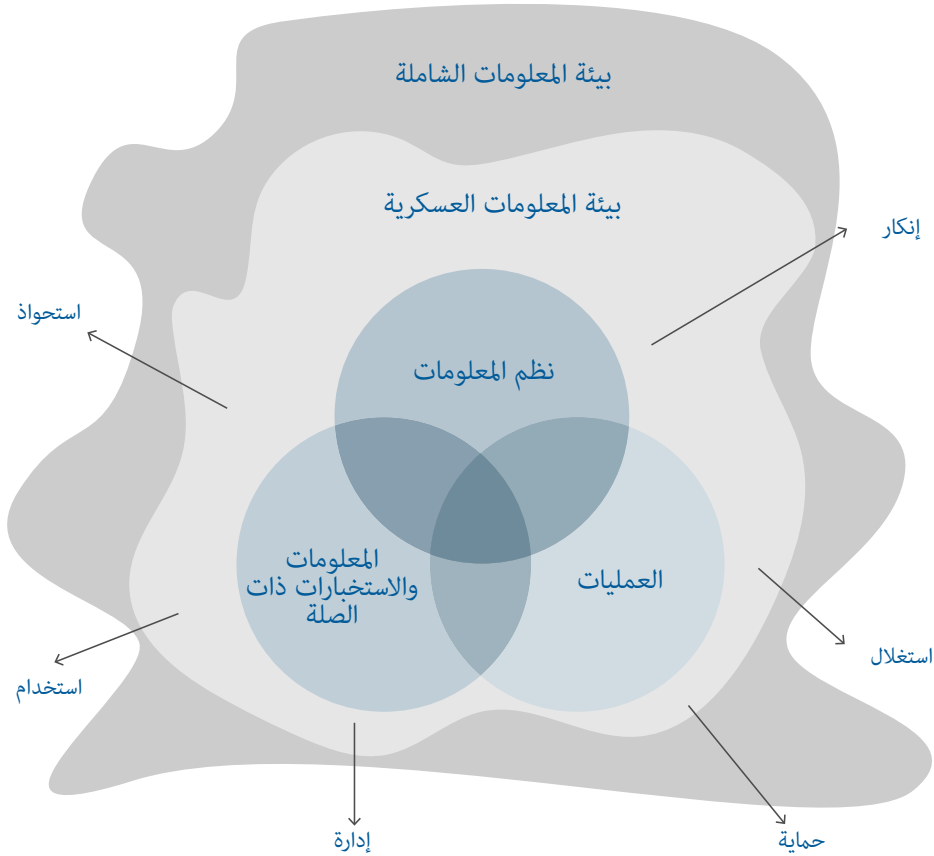 بيئة المعلومات الشاملة
بيئة المعلومات العسكرية
إنكار
استحواذ
نظم المعلومات
المعلومات
والاستخبارات ذات
الصلة
العمليات
استغلال
استخدام
إدارة
حماية